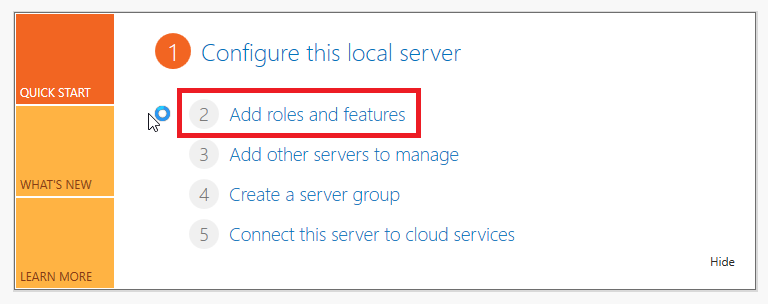 QUICK START
WHAT'S NEW
LEARN MORE
1 Configure this local server
2 Add roles and features
3 Add other servers to manage
4 Create a server group
5 Connect this server to cloud services
Hide